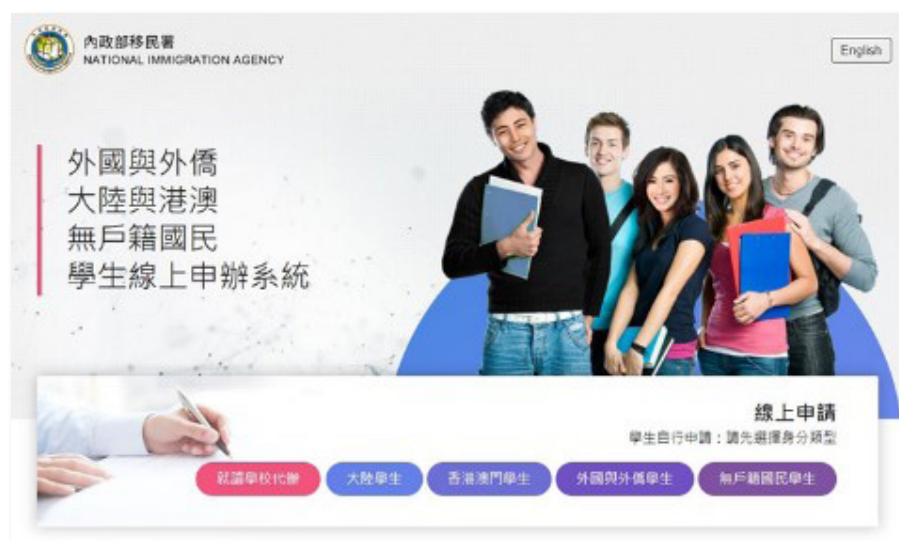 內政部移民署
NATIONAL IMMIGRATION AGENCY
English
外國與外僑
大陸與港澳
無戶籍國民
學生線上申辦系統
線上申請
學生自行申請：請先選擇身分類型
就讀學校代辦
大陸學生
香港澳門學生
外國與外僑學生
無戶籍國民學生